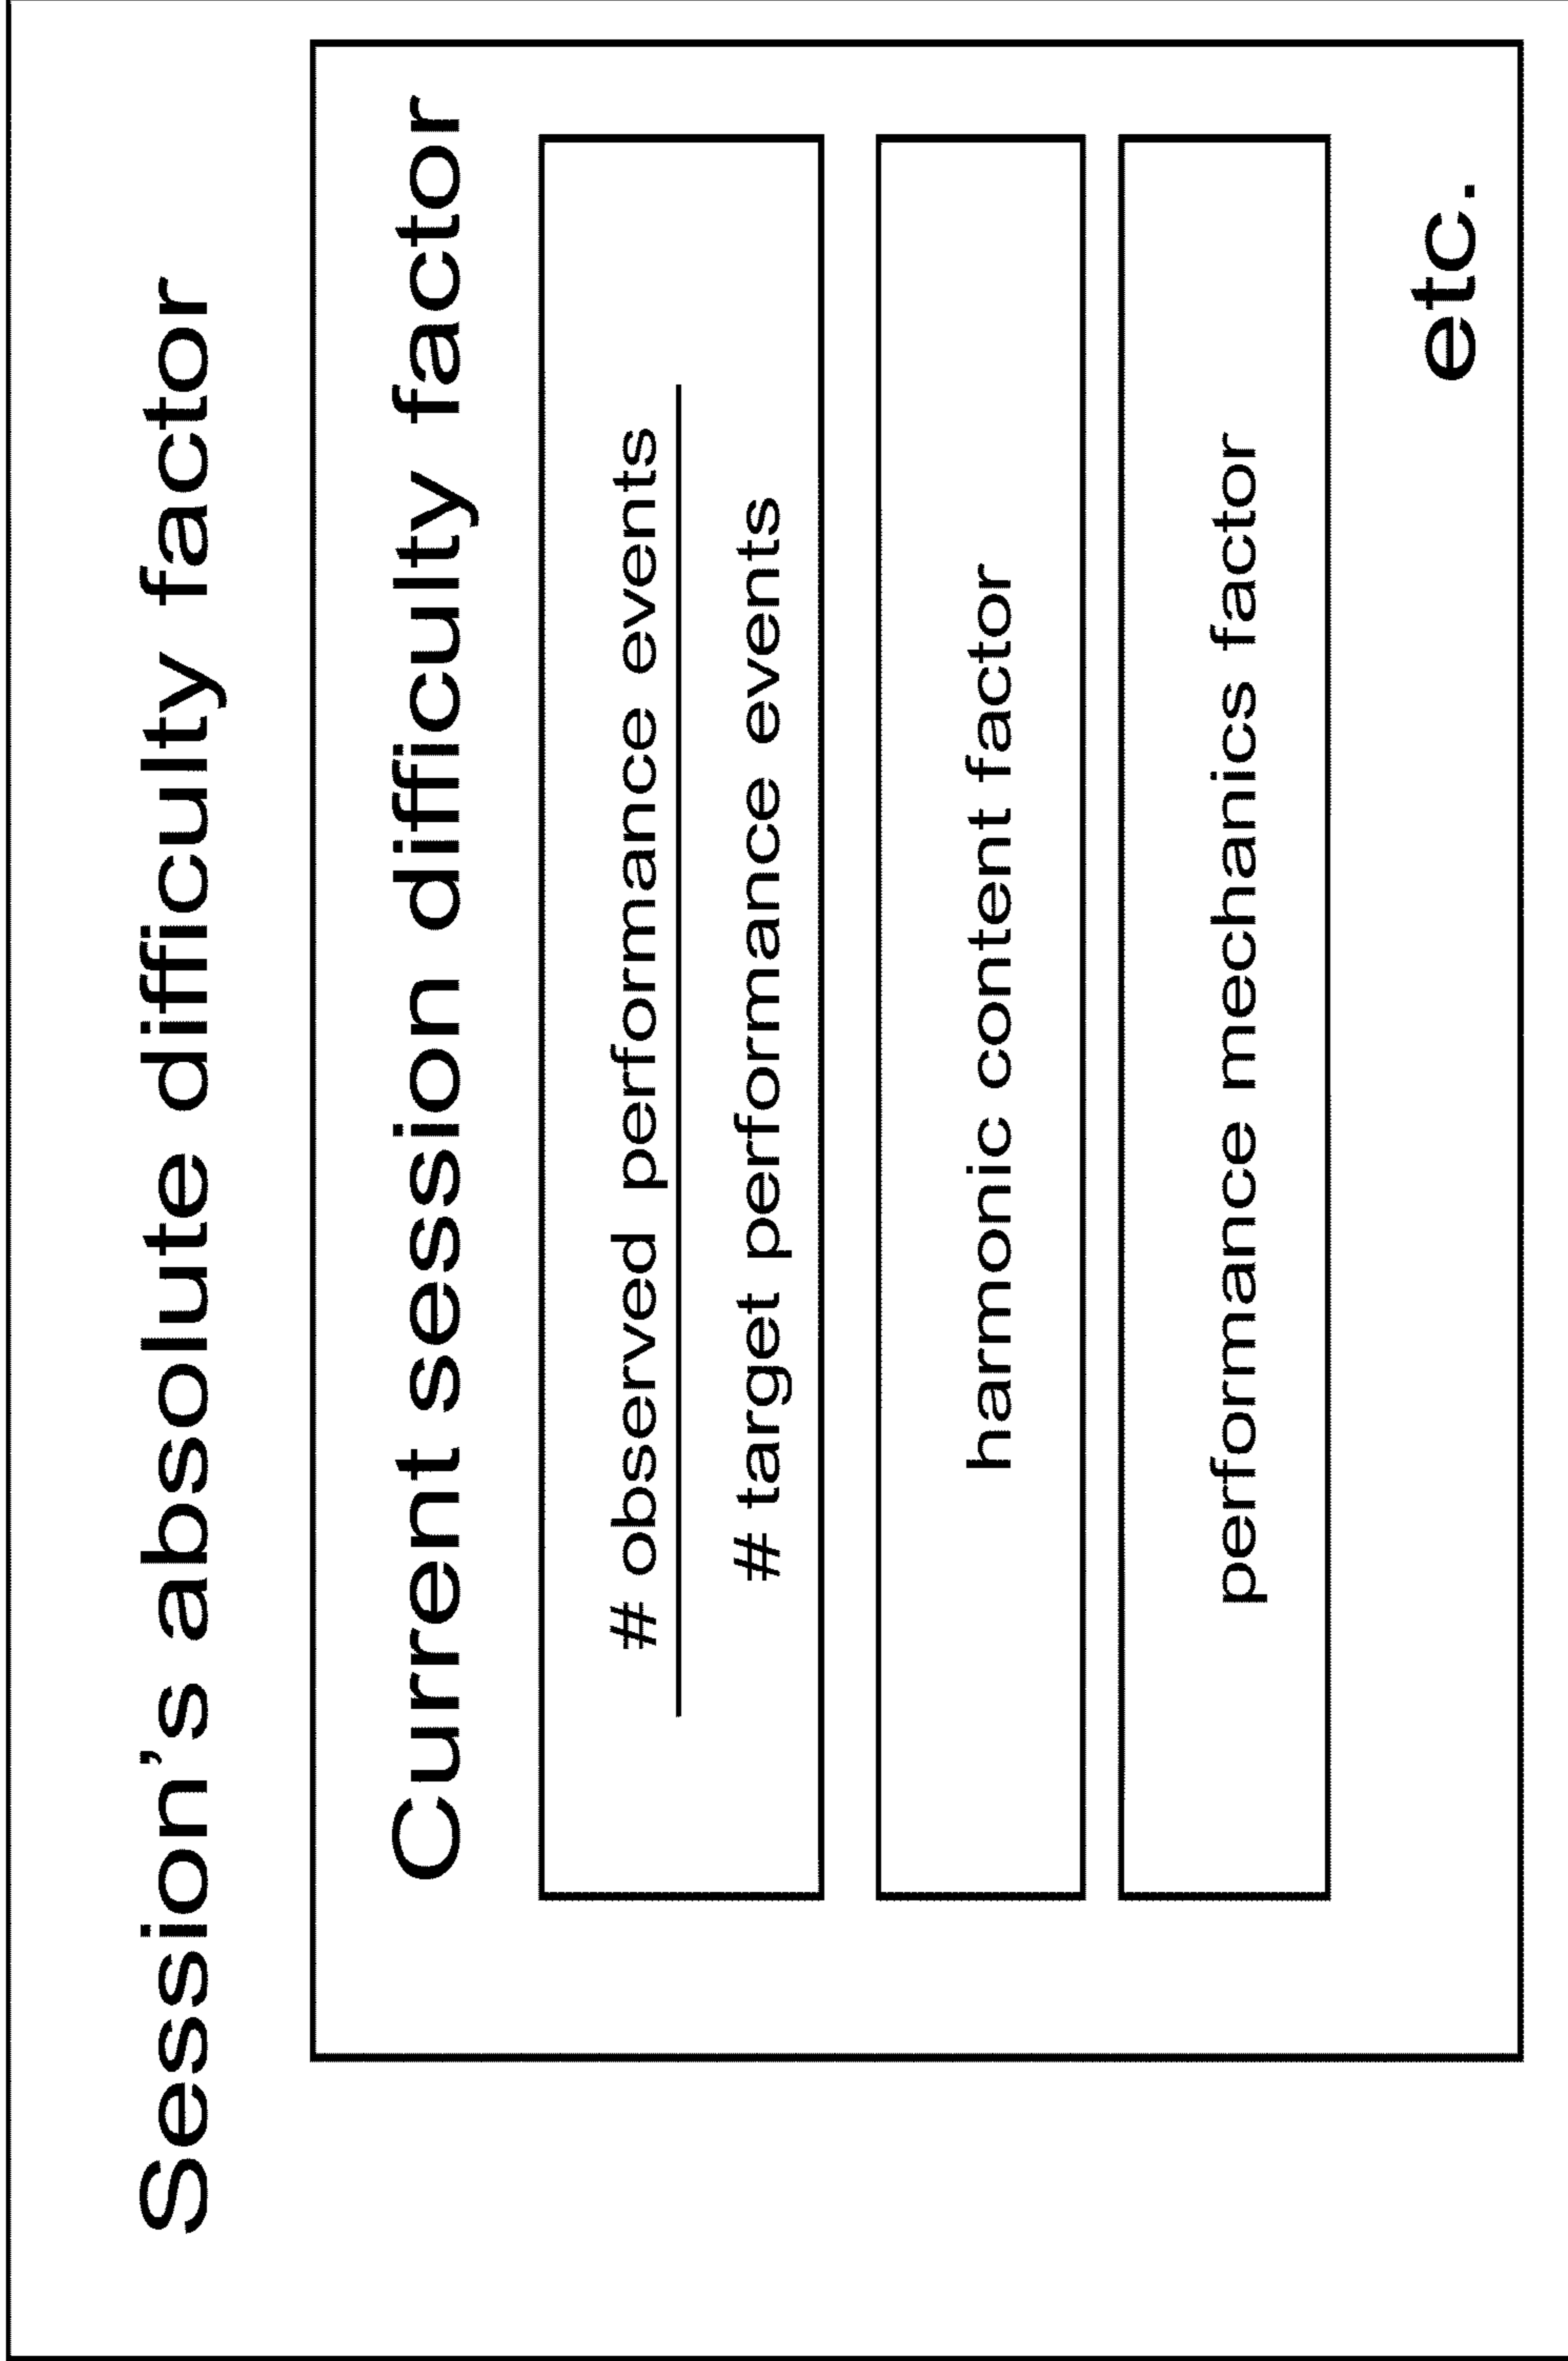 Session's absolute difficulty factor
Current session difficulty factor
# observed performance events
# target performance events
harmonic content factor
performance mechanics factor
etc.